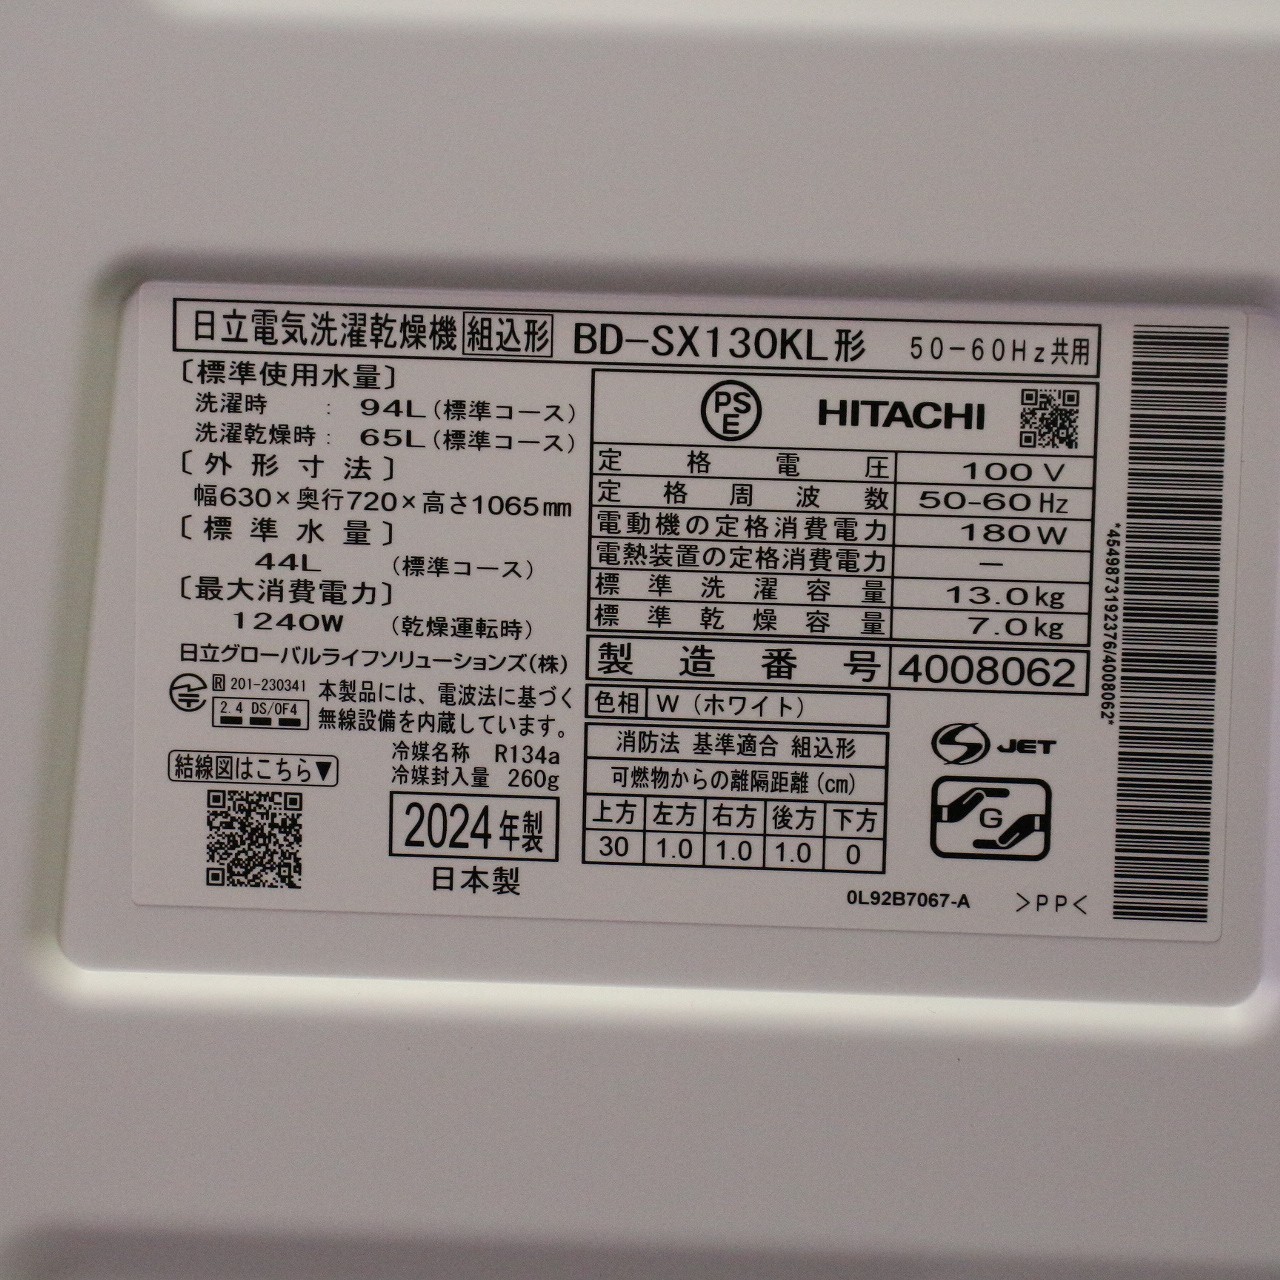 日立電気洗濯乾燥機 組込形 BD-SX130KL形 50-60Hz共用
〔標準使用水量〕
洗濯時 : 94L(標準コース)
洗濯乾燥時: 65L(標準コース)
〔外形寸法〕
幅630×奥行720×高さ1065mm
〔標準水量〕
44L (標準コース)
〔最大消費電力〕
1240W (乾燥運転時)
日立グローバルライフソリューションズ(株)
R 201-230341
2.4 DS/OF4
本製品には、電波法に基づく
無線設備を内蔵しています。
冷媒名称 R134a
冷媒封入量 260g
結線図はこちら▼
2024年製
日本製
PSE HITACHI
定格電圧 100V
定格周波数 50-60Hz
電動機の定格消費電力 180W
電熱装置の定格消費電力 −
標準洗濯容量 13.0kg
標準乾燥容量 7.0kg
製造番号 4008062
色相 W(ホワイト)
消防法 基準適合 組込形
可燃物からの離隔距離(cm)
上方 左方 右方 後方 下方
30 1.0 1.0 1.0 0
S JET
G
0L92B7067-A >PP<
*4549873192376/4008062*